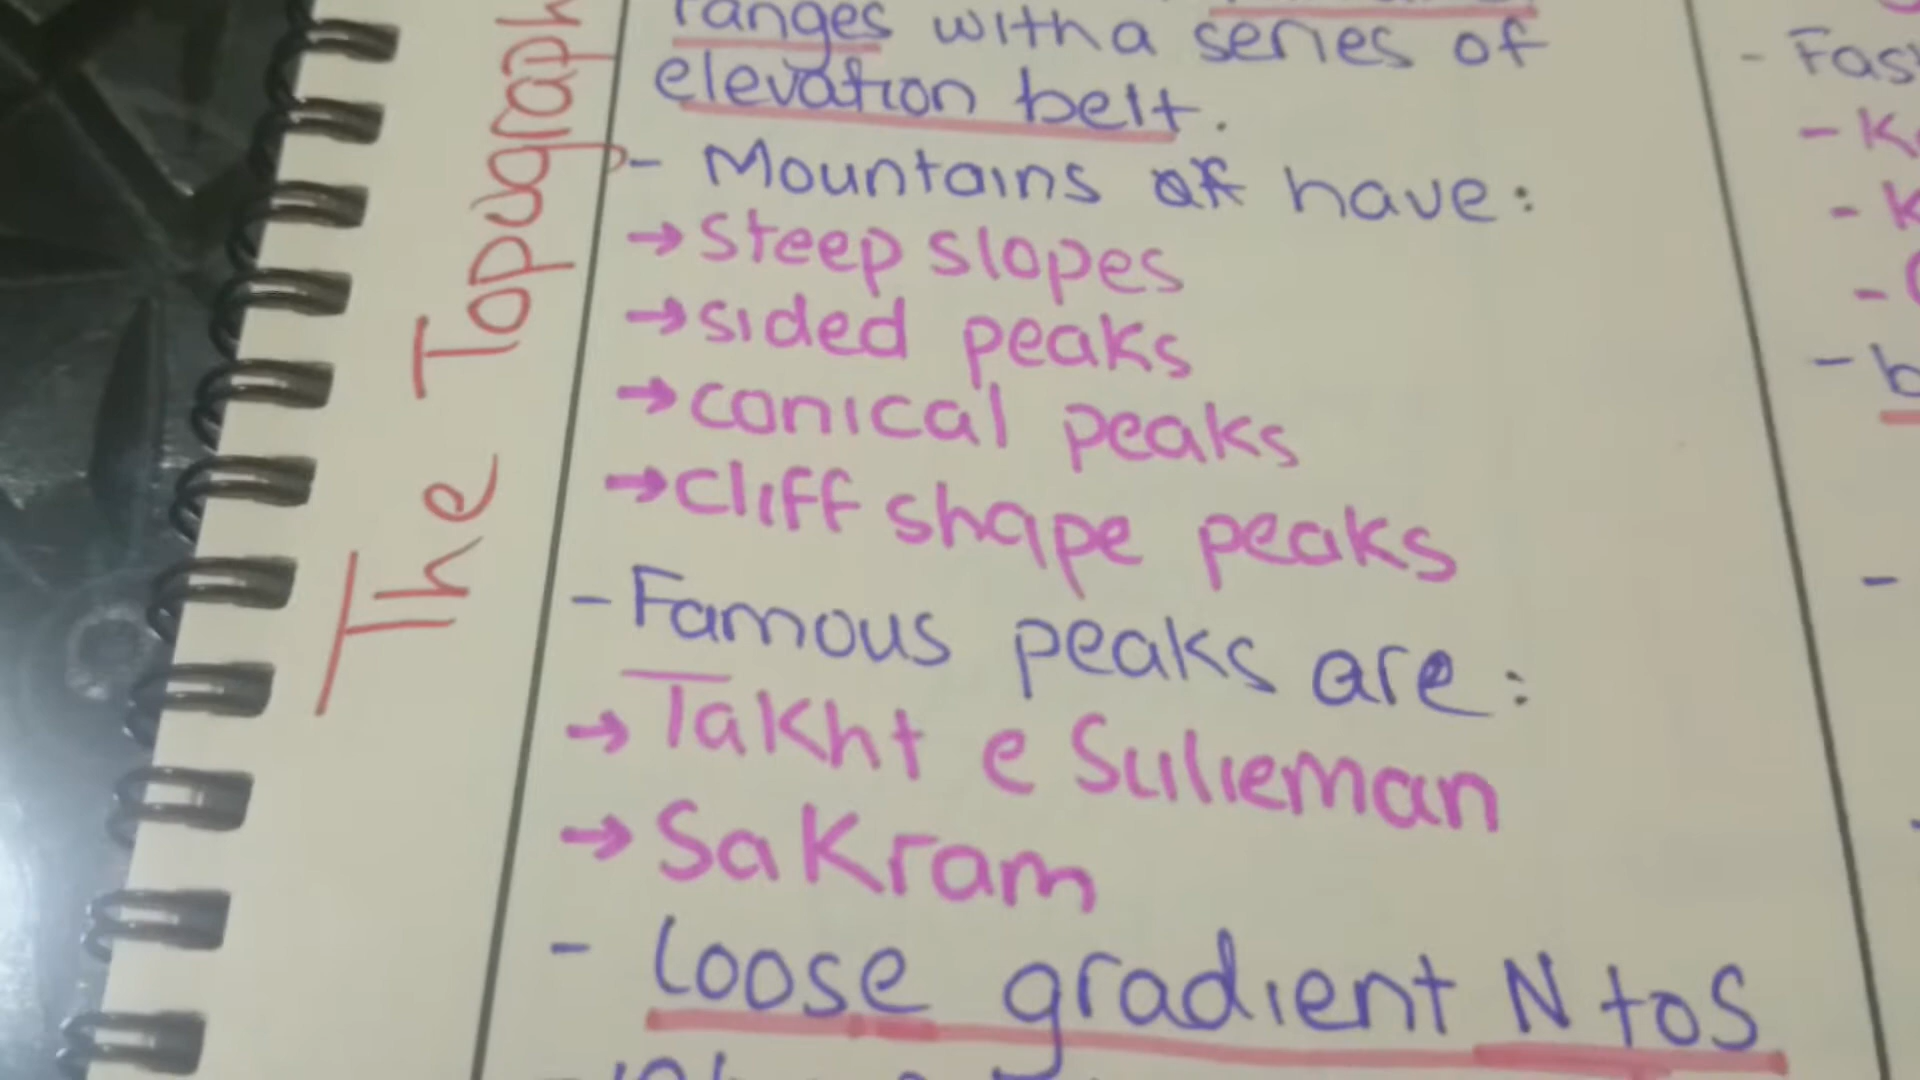 The Topograph
ranges with a series of
elevation belt.
- Mountains have:
→ steep slopes
→ sided peaks
→ conical peaks
→ cliff shape peaks
- Famous peaks are:
→ Takht e Sulieman
→ Sakram
- loose gradient N to S
- Fas
- K
- K
-
- b
-